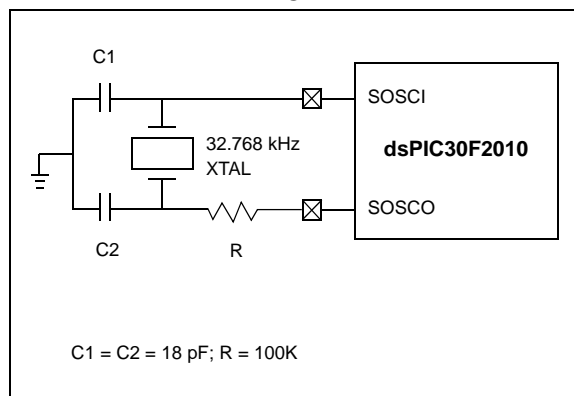 C1
SOSCI
32.768 kHz
XTAL
dsPIC30F2010
SOSCO
C2
R
C1 = C2 = 18 pF; R = 100K